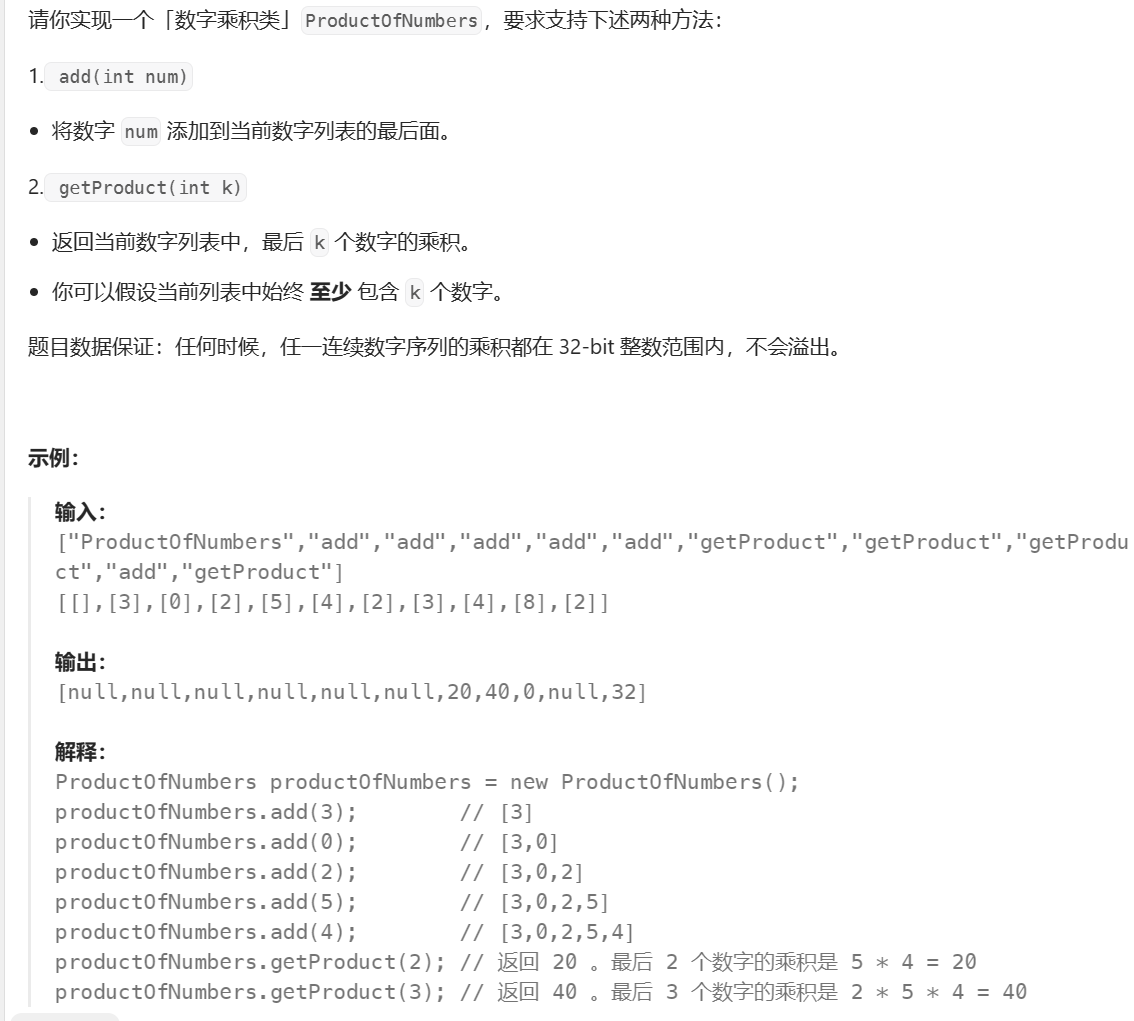 请你实现一个「数字乘积类」ProductOfNumbers，要求支持下述两种方法：
1. add(int num)
• 将数字 num 添加到当前数字列表的最后面。
2. getProduct(int k)
• 返回当前数字列表中，最后 k 个数字的乘积。
• 你可以假设当前列表中始终 至少 包含 k 个数字。
题目数据保证：任何时候，任一连续数字序列的乘积都在 32-bit 整数范围内，不会溢出。
示例：
输入：
["ProductOfNumbers","add","add","add","add","add","getProduct","getProduct","getProdu
ct","add","getProduct"]
[[],[3],[0],[2],[5],[4],[2],[3],[4],[8],[2]]
输出：
[null,null,null,null,null,null,20,40,0,null,32]
解释：
ProductOfNumbers productOfNumbers = new ProductOfNumbers();
productOfNumbers.add(3);        // [3]
productOfNumbers.add(0);        // [3,0]
productOfNumbers.add(2);        // [3,0,2]
productOfNumbers.add(5);        // [3,0,2,5]
productOfNumbers.add(4);        // [3,0,2,5,4]
productOfNumbers.getProduct(2); // 返回 20 。最后 2 个数字的乘积是 5 * 4 = 20
productOfNumbers.getProduct(3); // 返回 40 。最后 3 个数字的乘积是 2 * 5 * 4 = 40